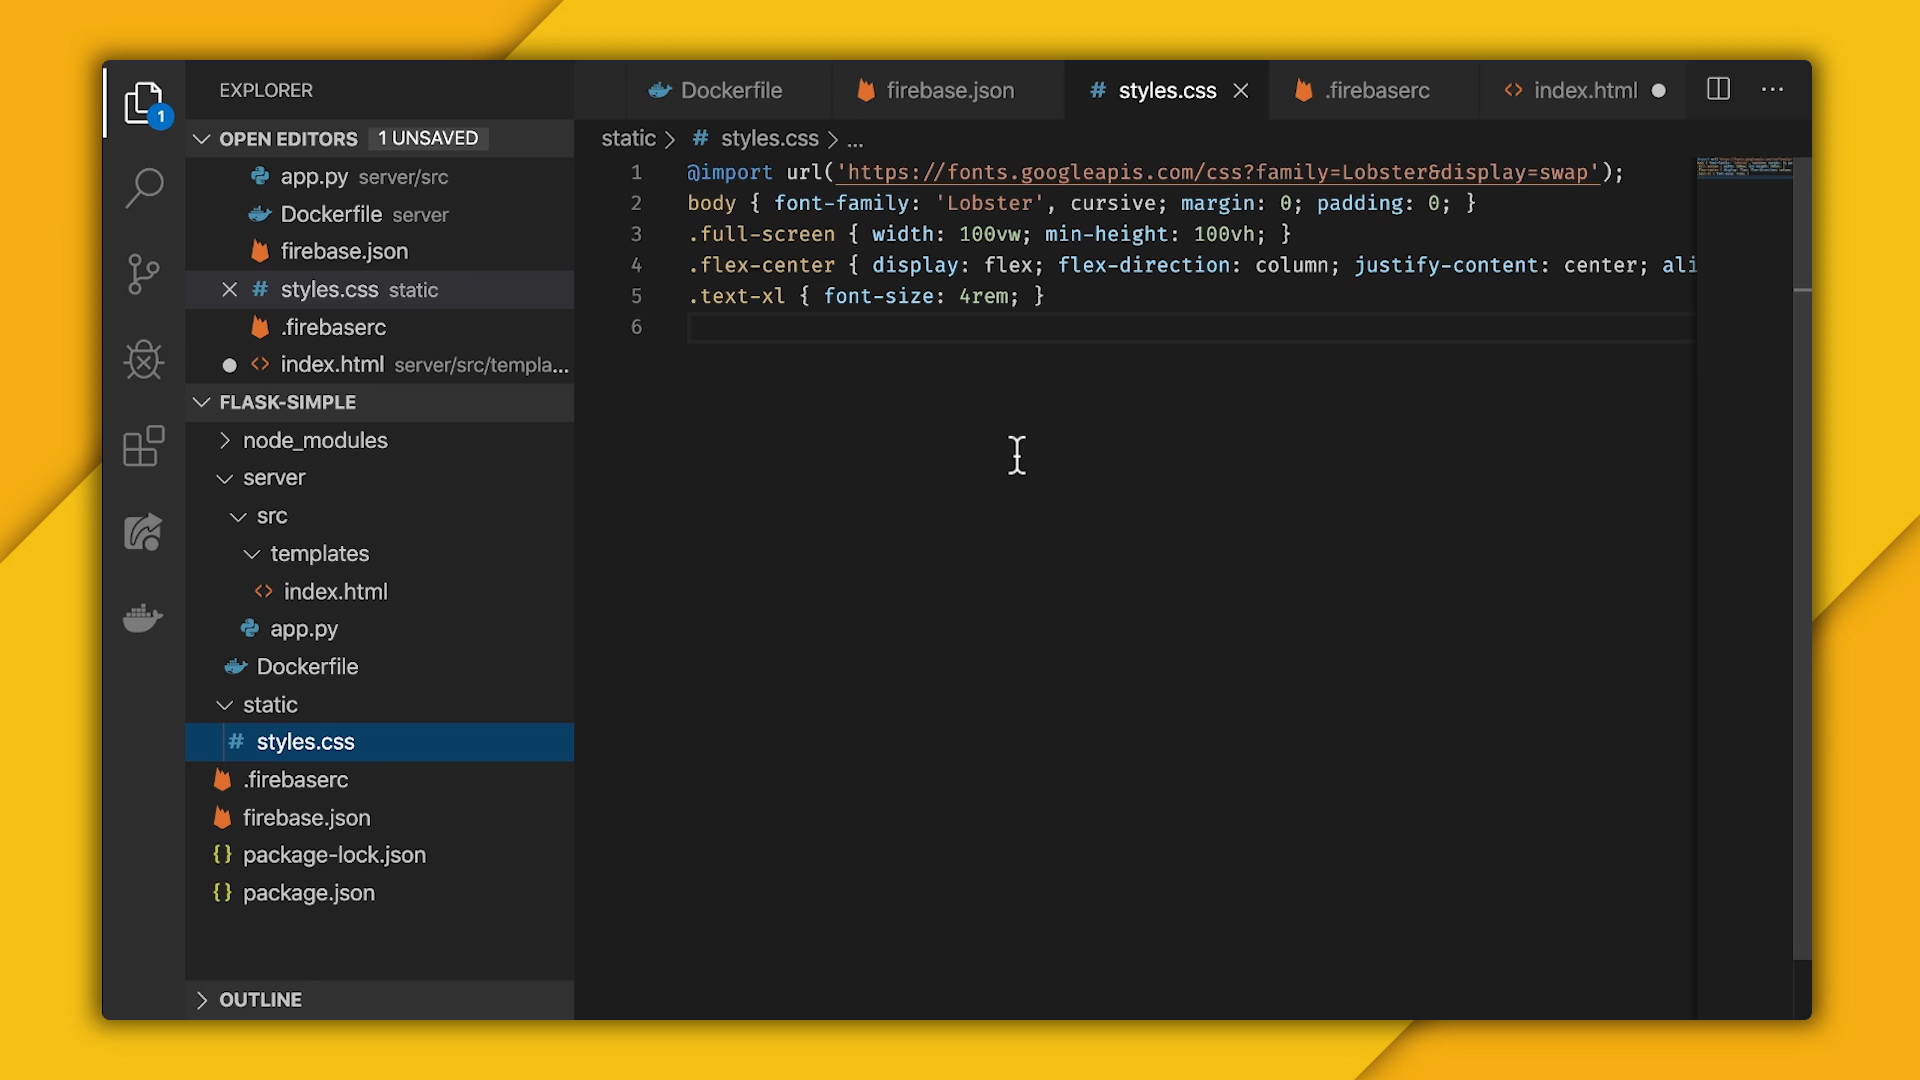 EXPLORER
Dockerfile
firebase.json
# styles.css
.firebaserc
<> index.html
1
OPEN EDITORS 1 UNSAVED
app.py server/src
Dockerfile server
firebase.json
# styles.css static
.firebaserc
<> index.html server/src/templa...
FLASK-SIMPLE
node_modules
server
src
templates
<> index.html
app.py
Dockerfile
static
# styles.css
.firebaserc
firebase.json
{} package-lock.json
{} package.json
OUTLINE
static > # styles.css > ...
1 @import url('https://fonts.googleapis.com/css?family=Lobster&display=swap');
2 body { font-family: 'Lobster', cursive; margin: 0; padding: 0; }
3 .full-screen { width: 100vw; min-height: 100vh; }
4 .flex-center { display: flex; flex-direction: column; justify-content: center; ali
5 .text-xl { font-size: 4rem; }
6